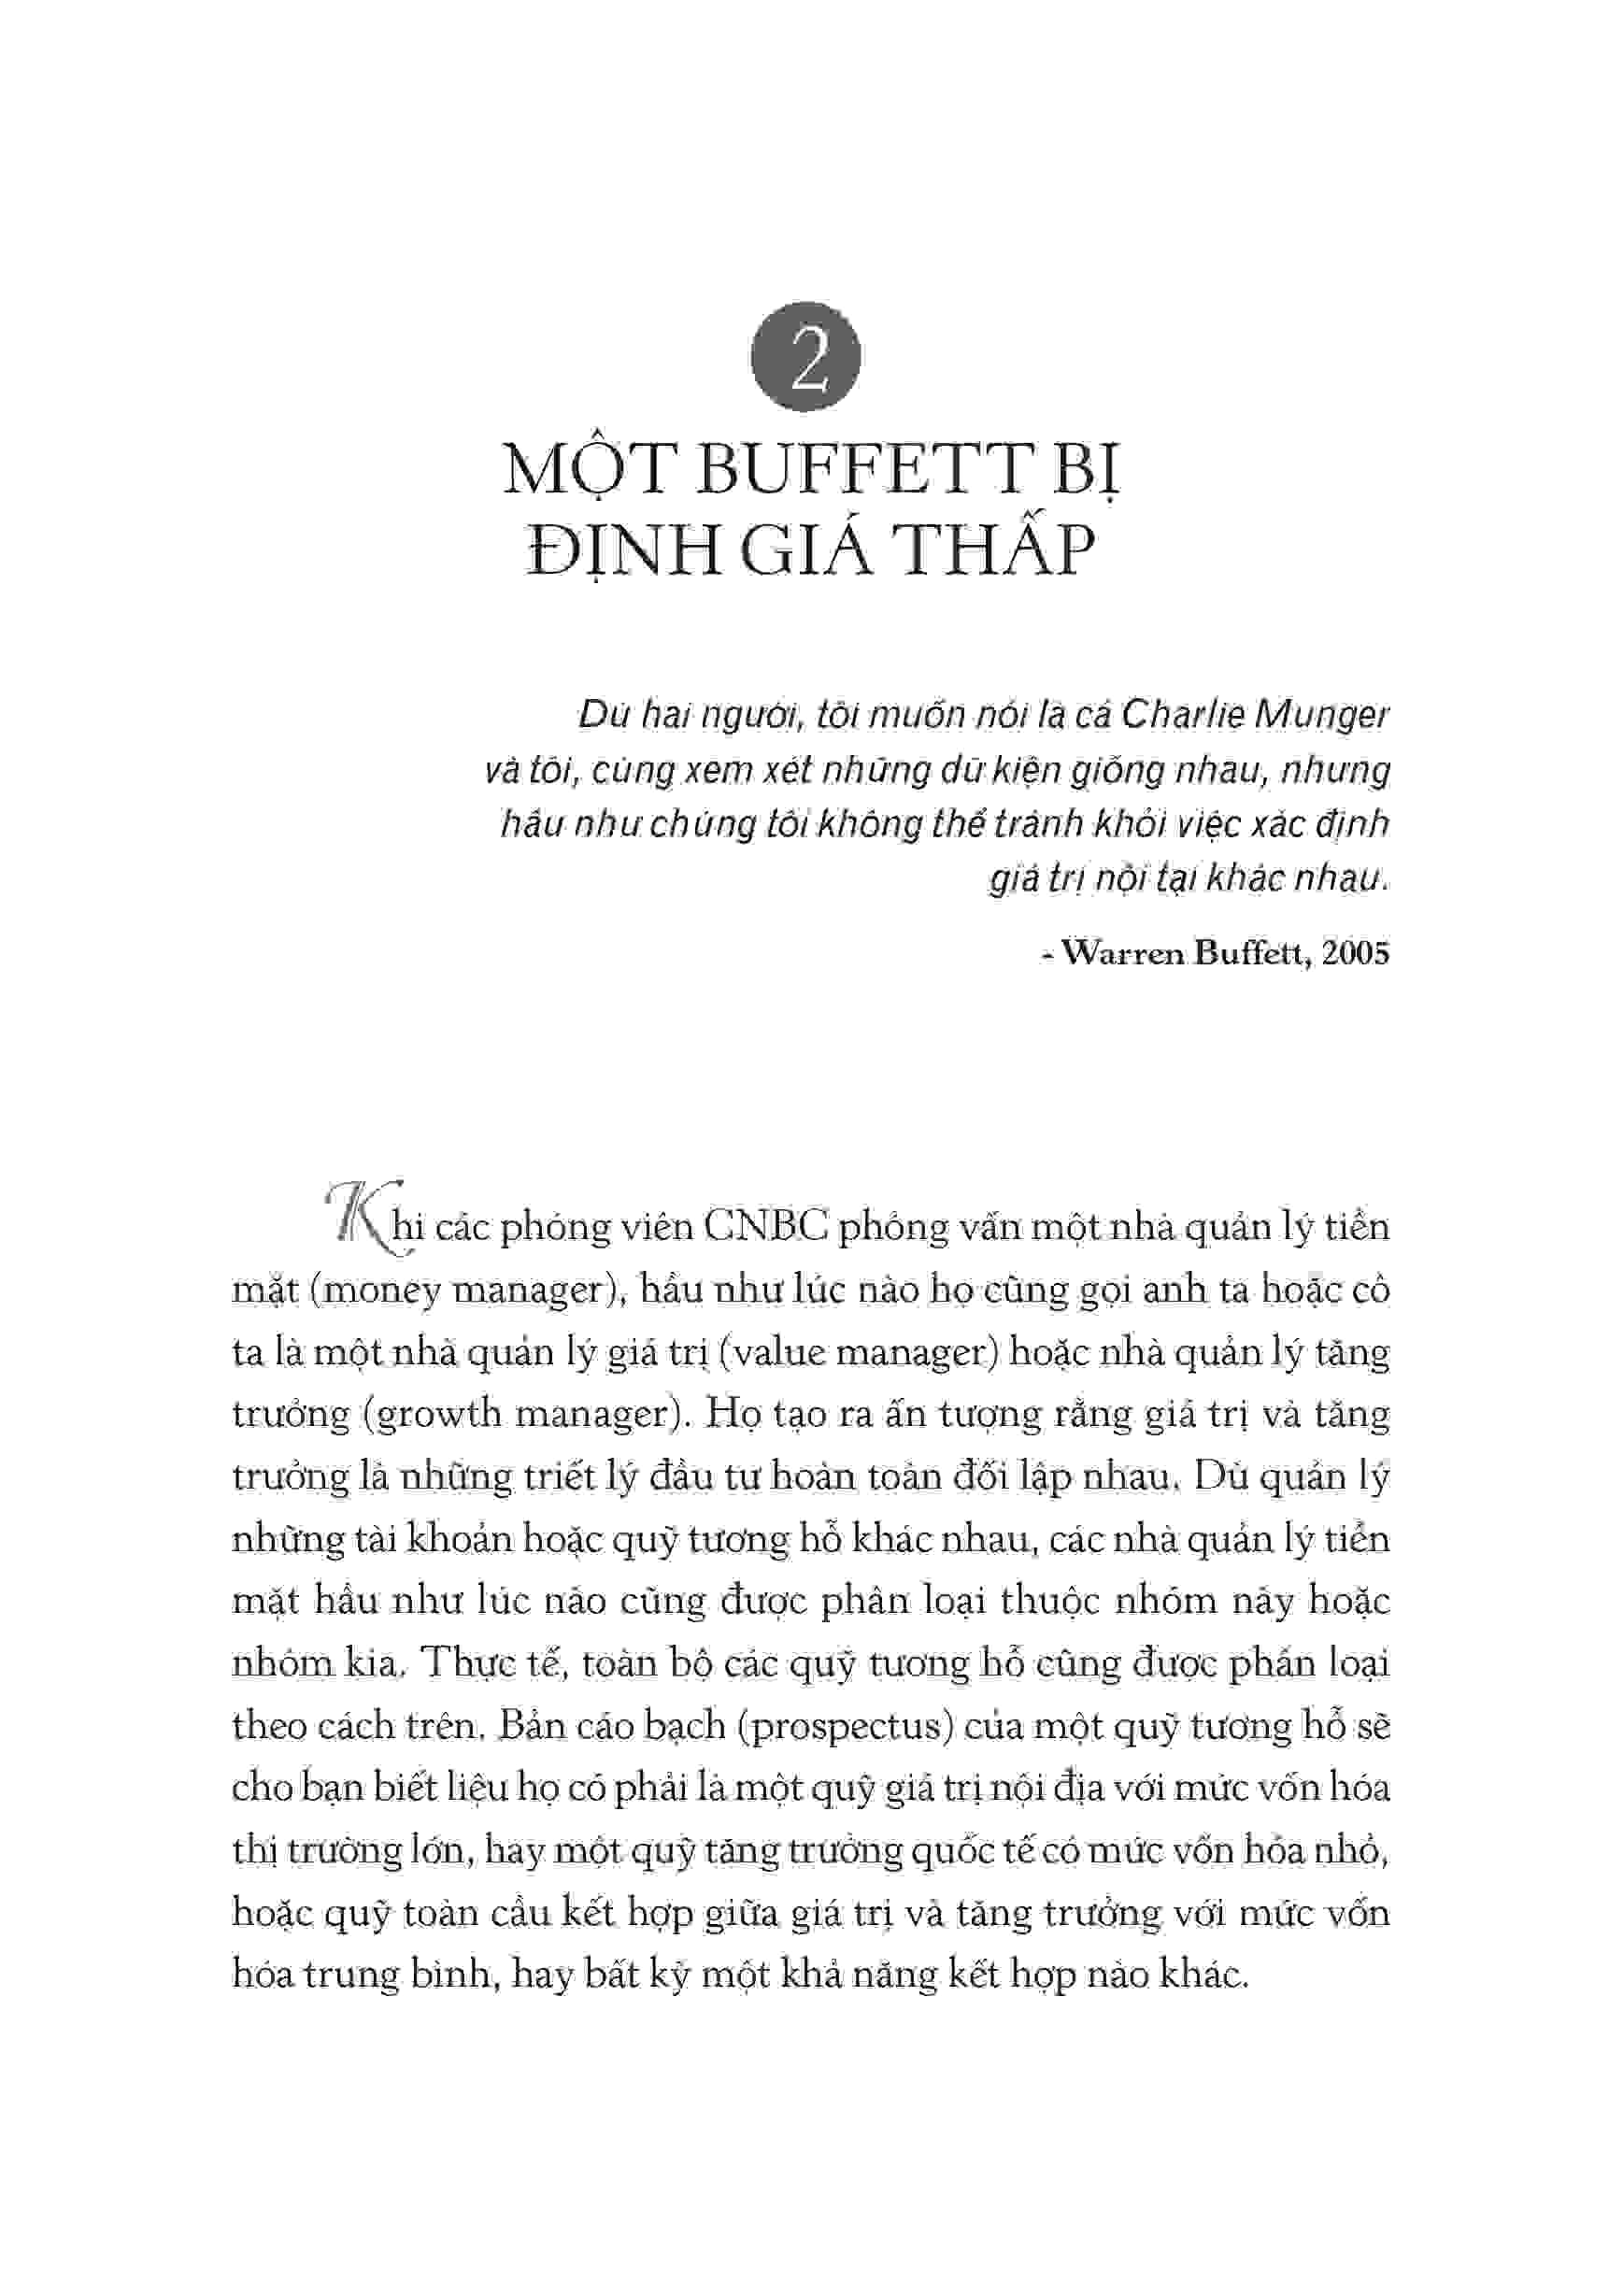 2
MỘT BUFFETT BỊ
ĐỊNH GIÁ THẤP
Dù hai người, tôi muốn nói là cả Charlie Munger
và tôi, cùng xem xét những dữ kiện giống nhau, nhưng
hầu như chúng tôi không thể tránh khỏi việc xác định
giá trị nội tại khác nhau.
- Warren Buffett, 2005
Khi các phóng viên CNBC phỏng vấn một nhà quản lý tiền
mặt (money manager), hầu như lúc nào họ cũng gọi anh ta hoặc cô
ta là một nhà quản lý giá trị (value manager) hoặc nhà quản lý tăng
trưởng (growth manager). Họ tạo ra ấn tượng rằng giá trị và tăng
trưởng là những triết lý đầu tư hoàn toàn đối lập nhau. Dù quản lý
những tài khoản hoặc quỹ tương hỗ khác nhau, các nhà quản lý tiền
mặt hầu như lúc nào cũng được phân loại thuộc nhóm này hoặc
nhóm kia. Thực tế, toàn bộ các quỹ tương hỗ cũng được phân loại
theo cách trên. Bản cáo bạch (prospectus) của một quỹ tương hỗ sẽ
cho bạn biết liệu họ có phải là một quỹ giá trị nội địa với mức vốn hóa
thị trường lớn, hay một quỹ tăng trưởng quốc tế có mức vốn hóa nhỏ,
hoặc quỹ toàn cầu kết hợp giữa giá trị và tăng trưởng với mức vốn
hóa trung bình, hay bất kỳ một khả năng kết hợp nào khác.